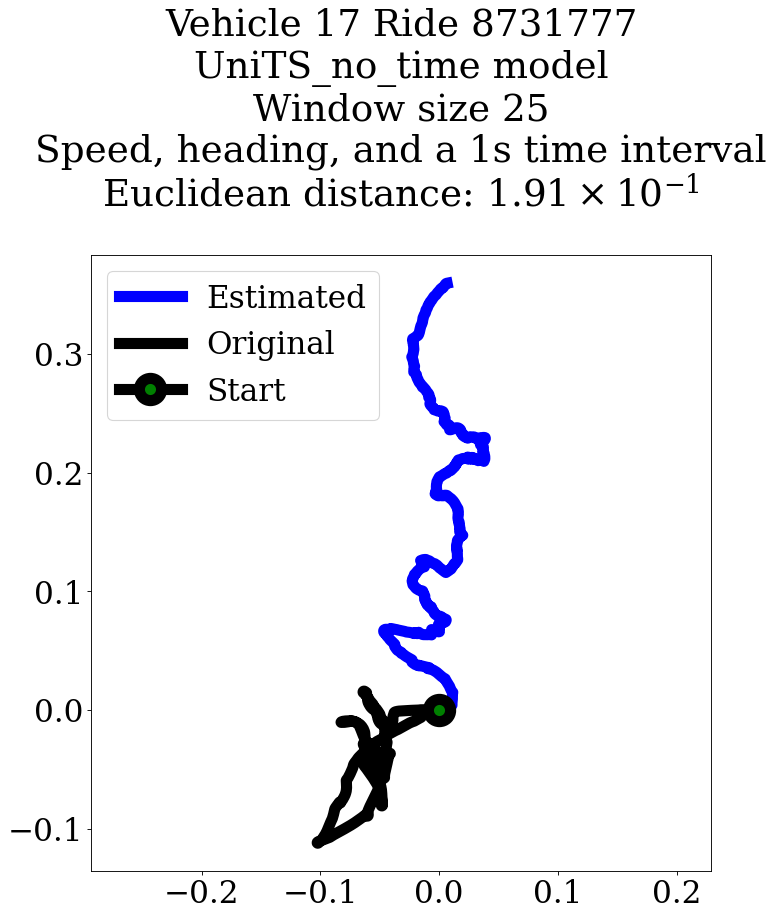 Vehicle 17 Ride 8731777
UniTS_no_time model
Window size 25
Speed, heading, and a 1s time interval
Euclidean distance: 1.91 × 10⁻¹
Estimated
Original
Start
0.3
0.2
0.1
0.0
−0.1
−0.2 −0.1 0.0 0.1 0.2